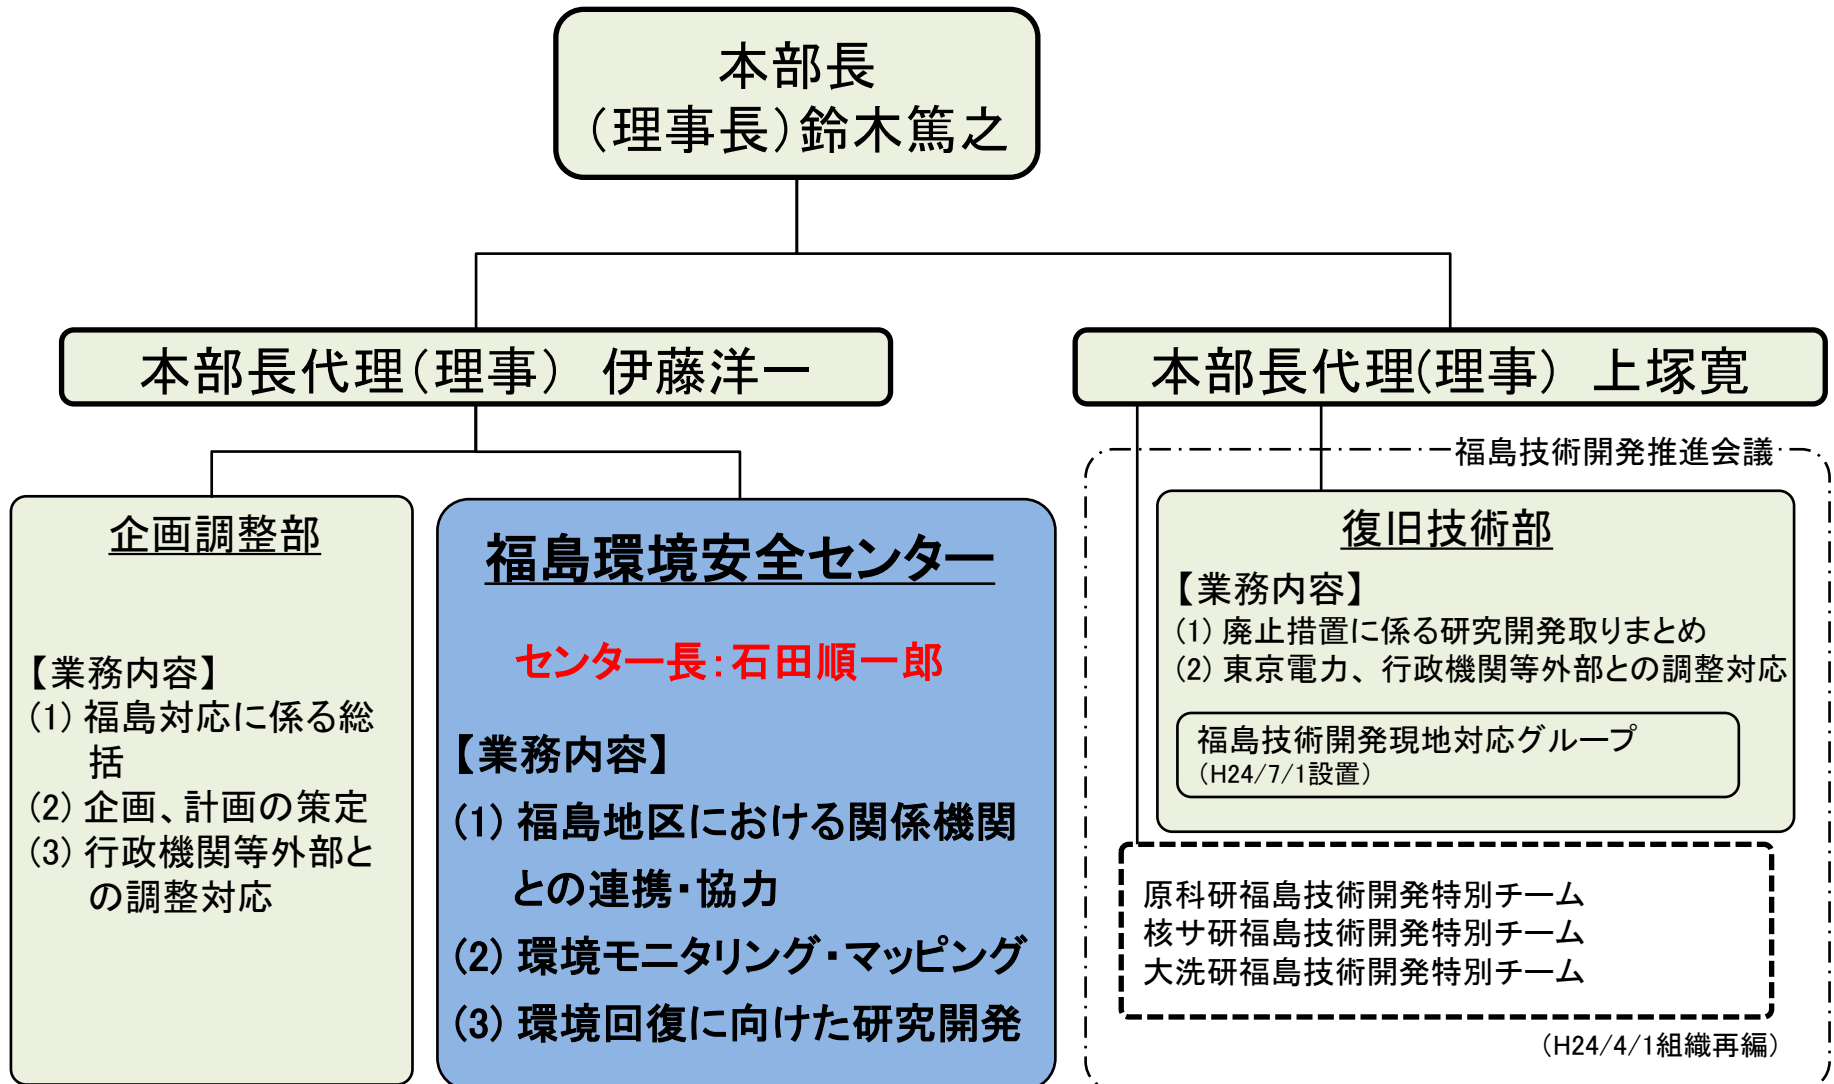 本部長
(理事長)鈴木篤之
本部長代理(理事) 伊藤洋一
本部長代理(理事) 上塚寛
企画調整部
【業務内容】
(1) 福島対応に係る総
括
(2) 企画、計画の策定
(3) 行政機関等外部と
の調整対応
福島環境安全センター
センター長:石田順一郎
【業務内容】
(1) 福島地区における関係機関
との連携・協力
(2) 環境モニタリング・マッピング
(3) 環境回復に向けた研究開発
福島技術開発推進会議
復旧技術部
【業務内容】
(1) 廃止措置に係る研究開発取りまとめ
(2) 東京電力、行政機関等外部との調整対応
福島技術開発現地対応グループ
(H24/7/1設置)
原科研福島技術開発特別チーム
核サ研福島技術開発特別チーム
大洗研福島技術開発特別チーム
(H24/4/1組織再編)